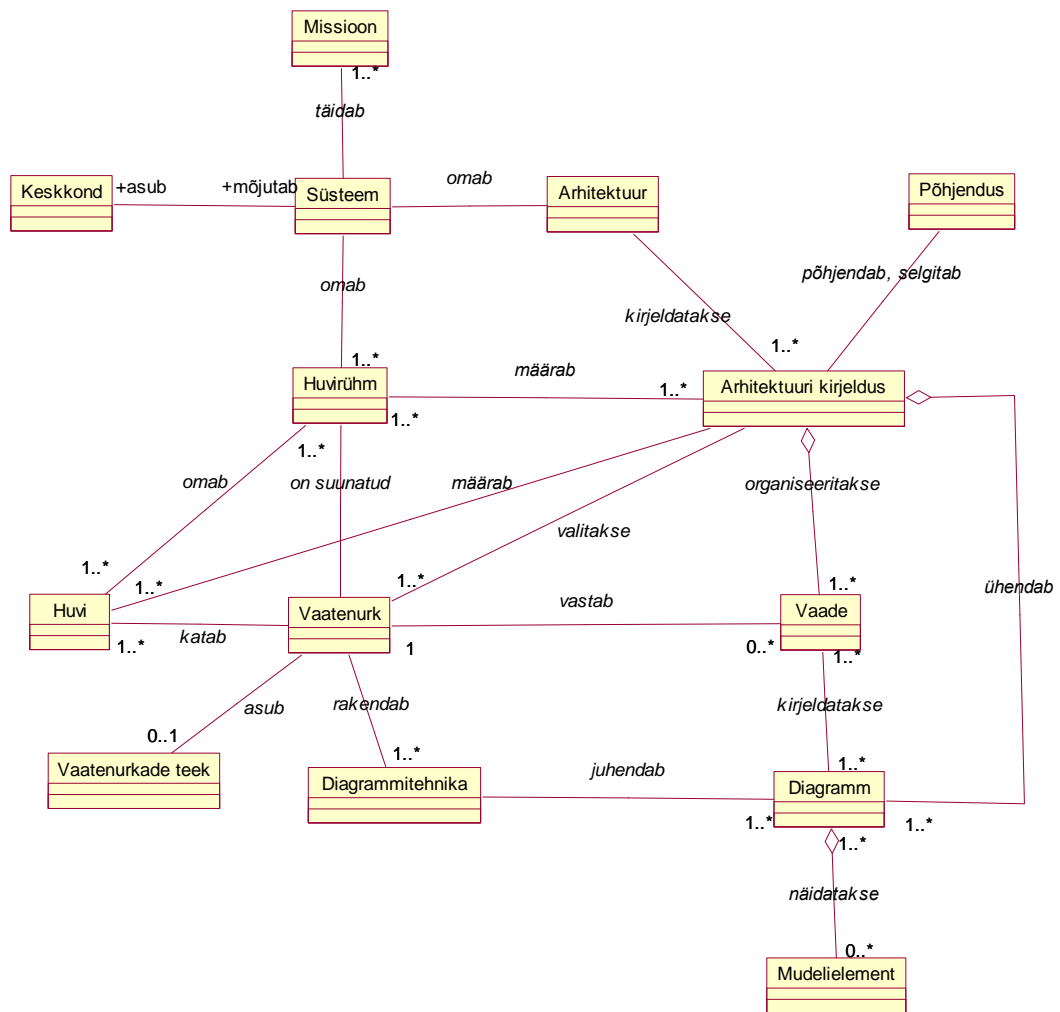 Missioon
1..*
täidab
Keskkond
+asub
+mõjutab
Süsteem
omab
Arhitektuur
Põhjendus
omab
põhjendab, selgitab
kirjeldatakse
1..*
1..*
Huvirühm
määrab
1..*
Arhitektuuri kirjeldus
1..*
1..*
omab
on suunatud
määrab
organiseeritakse
valitakse
1..*
1..*
1..*
1..*
ühendab
Huvi
Vaatenurk
vastab
Vaade
katab
1..*
1
0..*
1..*
asub
rakendab
kirjeldatakse
0..1
1..*
1..*
Vaatenurkade teek
Diagrammitehnika
juhendab
Diagramm
1..*
1..*
1..*
näidatakse
0..*
Mudelielement